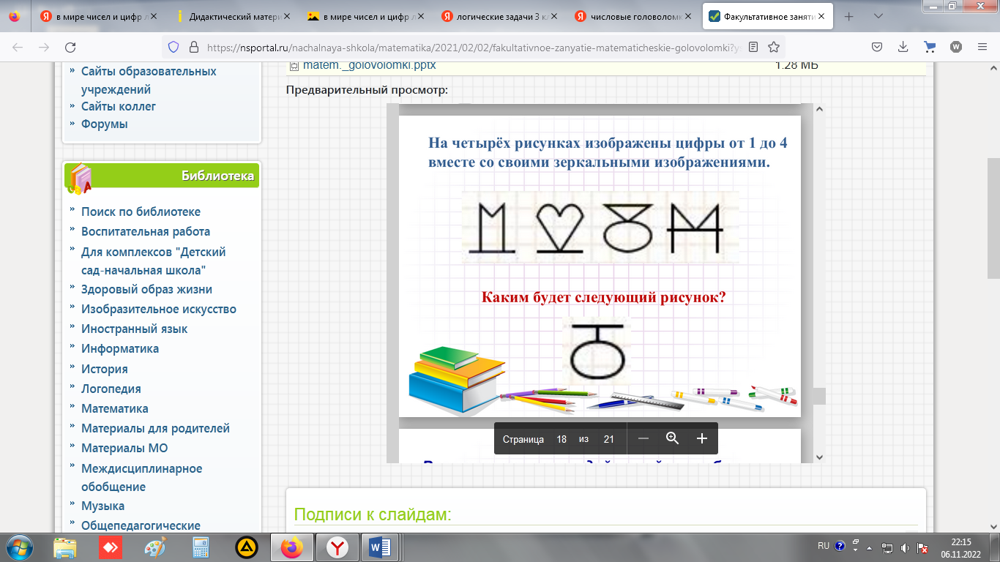 в мире чисел и цифр л
Дидактический матери
в мире чисел и цифр л
логические задачи 3 кл
числовые головоломк
Факультативное заняти
https://nsportal.ru/nachalnaya-shkola/matematika/2021/02/02/fakultativnoe-zanyatie-matematicheskie-golovolomki?y
Сайты образовательных
учреждений
Сайты коллег
Форумы
Библиотека
Поиск по библиотеке
Воспитательная работа
Для комплексов "Детский
сад-начальная школа"
Здоровый образ жизни
Изобразительное искусство
Иностранный язык
Информатика
История
Логопедия
Математика
Материалы для родителей
Материалы МО
Междисциплинарное
обобщение
Музыка
Общепедагогические
matem._golovolomki.pptx
1.28 МБ
Предварительный просмотр:
На четырёх рисунках изображены цифры от 1 до 4
вместе со своими зеркальными изображениями.
Каким будет следующий рисунок?
Страница 18 из 21
Подписи к слайдам:
RU
22:15
06.11.2022